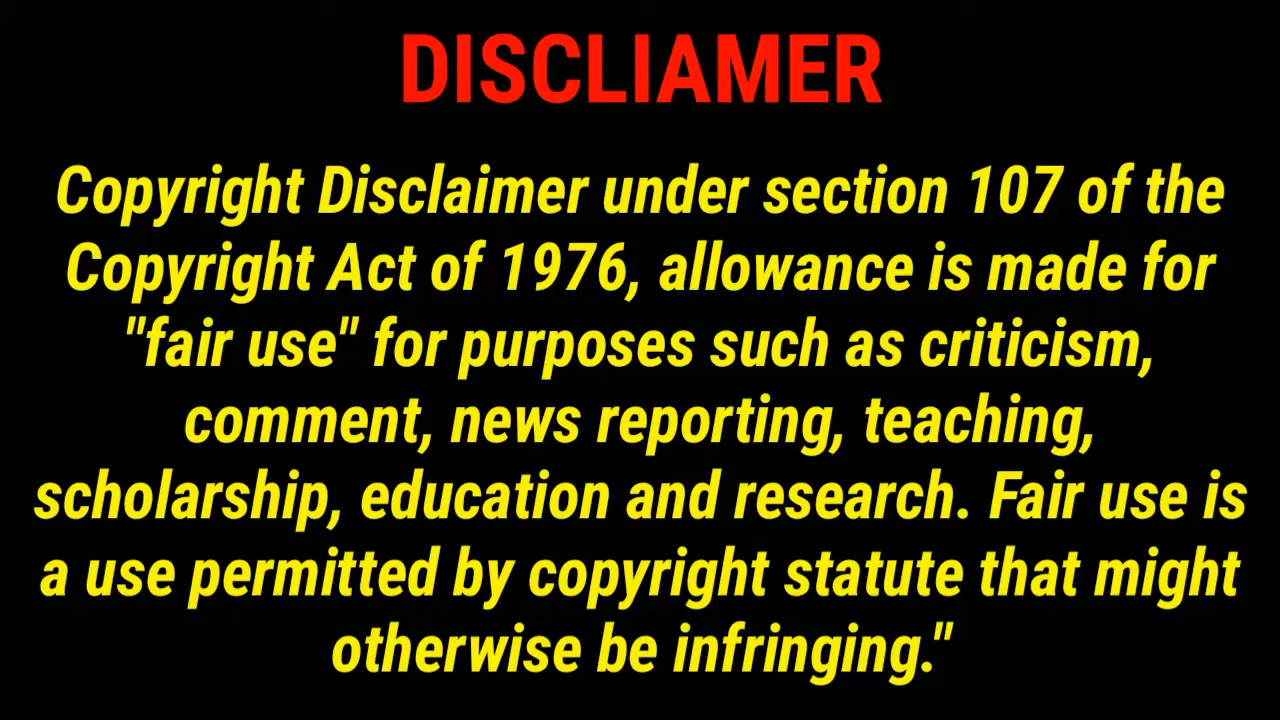 DISCLIAMER
Copyright Disclaimer under section 107 of the
Copyright Act of 1976, allowance is made for
"fair use" for purposes such as criticism,
comment, news reporting, teaching,
scholarship, education and research. Fair use is
a use permitted by copyright statute that might
otherwise be infringing."